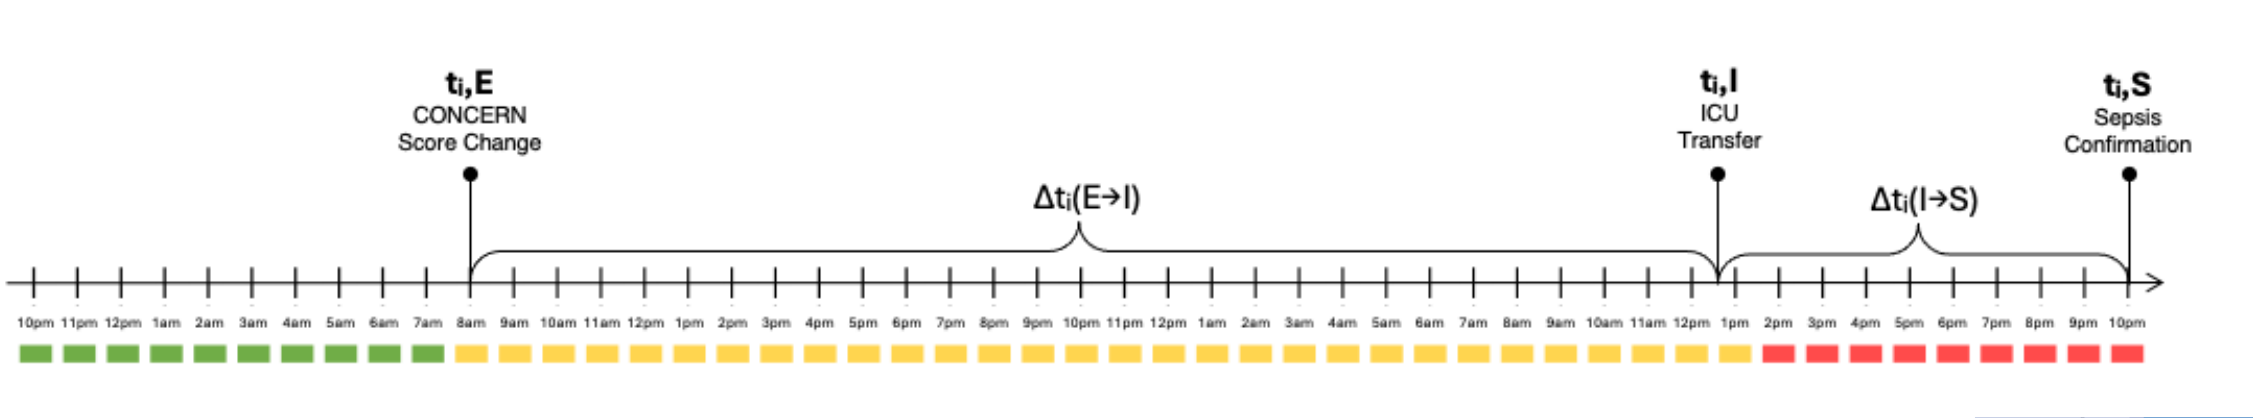 tᵢ,E
CONCERN
Score Change
tᵢ,I
ICU
Transfer
tᵢ,S
Sepsis
Confirmation
Δtᵢ(E→I)
Δtᵢ(I→S)
10pm 11pm 12pm 1am 2am 3am 4am 5am 6am 7am 8am 9am 10am 11am 12pm 1pm 2pm 3pm 4pm 5pm 6pm 7pm 8pm 9pm 10pm 11pm 12pm 1am 2am 3am 4am 5am 6am 7am 8am 9am 10am 11am 12pm 1pm 2pm 3pm 4pm 5pm 6pm 7pm 8pm 9pm 10pm